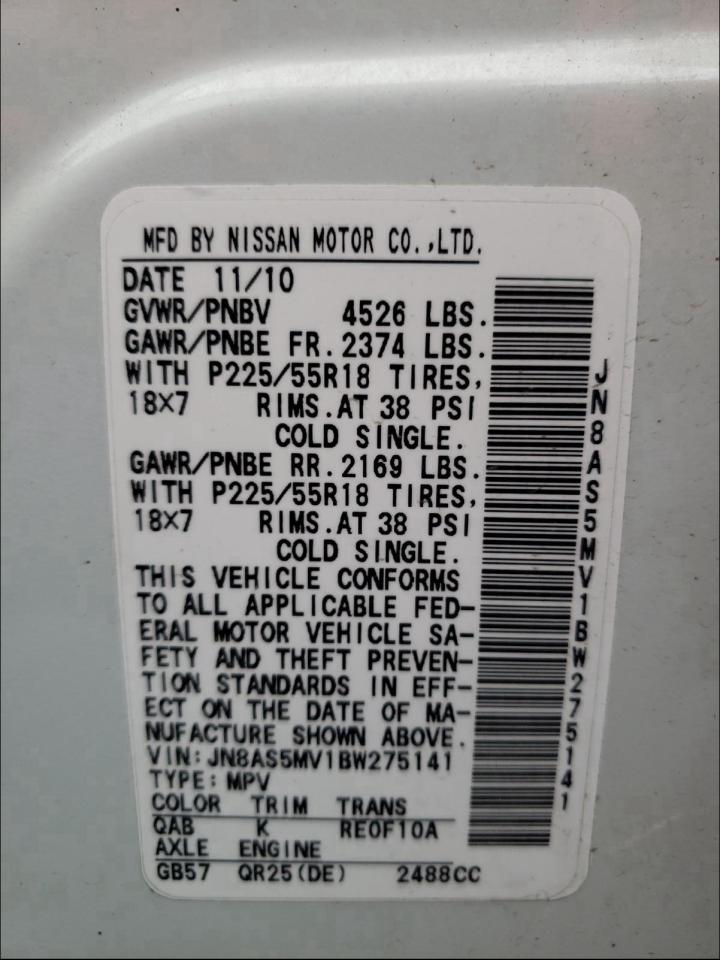 MFD BY NISSAN MOTOR CO.,LTD.
DATE 11/10
GVWR/PNBV 4526 LBS.
GAWR/PNBE FR.2374 LBS.
WITH P225/55R18 TIRES,
18X7 RIMS.AT 38 PSI
COLD SINGLE.
GAWR/PNBE RR.2169 LBS.
WITH P225/55R18 TIRES,
18X7 RIMS.AT 38 PSI
COLD SINGLE.
THIS VEHICLE CONFORMS
TO ALL APPLICABLE FED-
ERAL MOTOR VEHICLE SA-
FETY AND THEFT PREVEN-
TION STANDARDS IN EFF-
ECT ON THE DATE OF MA-
NUFACTURE SHOWN ABOVE.
VIN:JN8AS5MV1BW275141
TYPE:MPV
COLOR TRIM TRANS
QAB K RE0F10A
AXLE ENGINE
GB57 QR25(DE) 2488CC
JN8AS5MV1BW275141